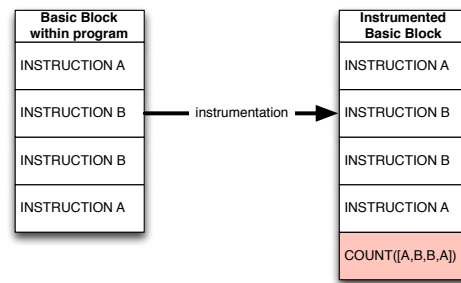 Basic Block
within program
INSTRUCTION A
INSTRUCTION B
INSTRUCTION B
INSTRUCTION A
instrumentation
Instrumented
Basic Block
INSTRUCTION A
INSTRUCTION B
INSTRUCTION B
INSTRUCTION A
COUNT([A,B,B,A])